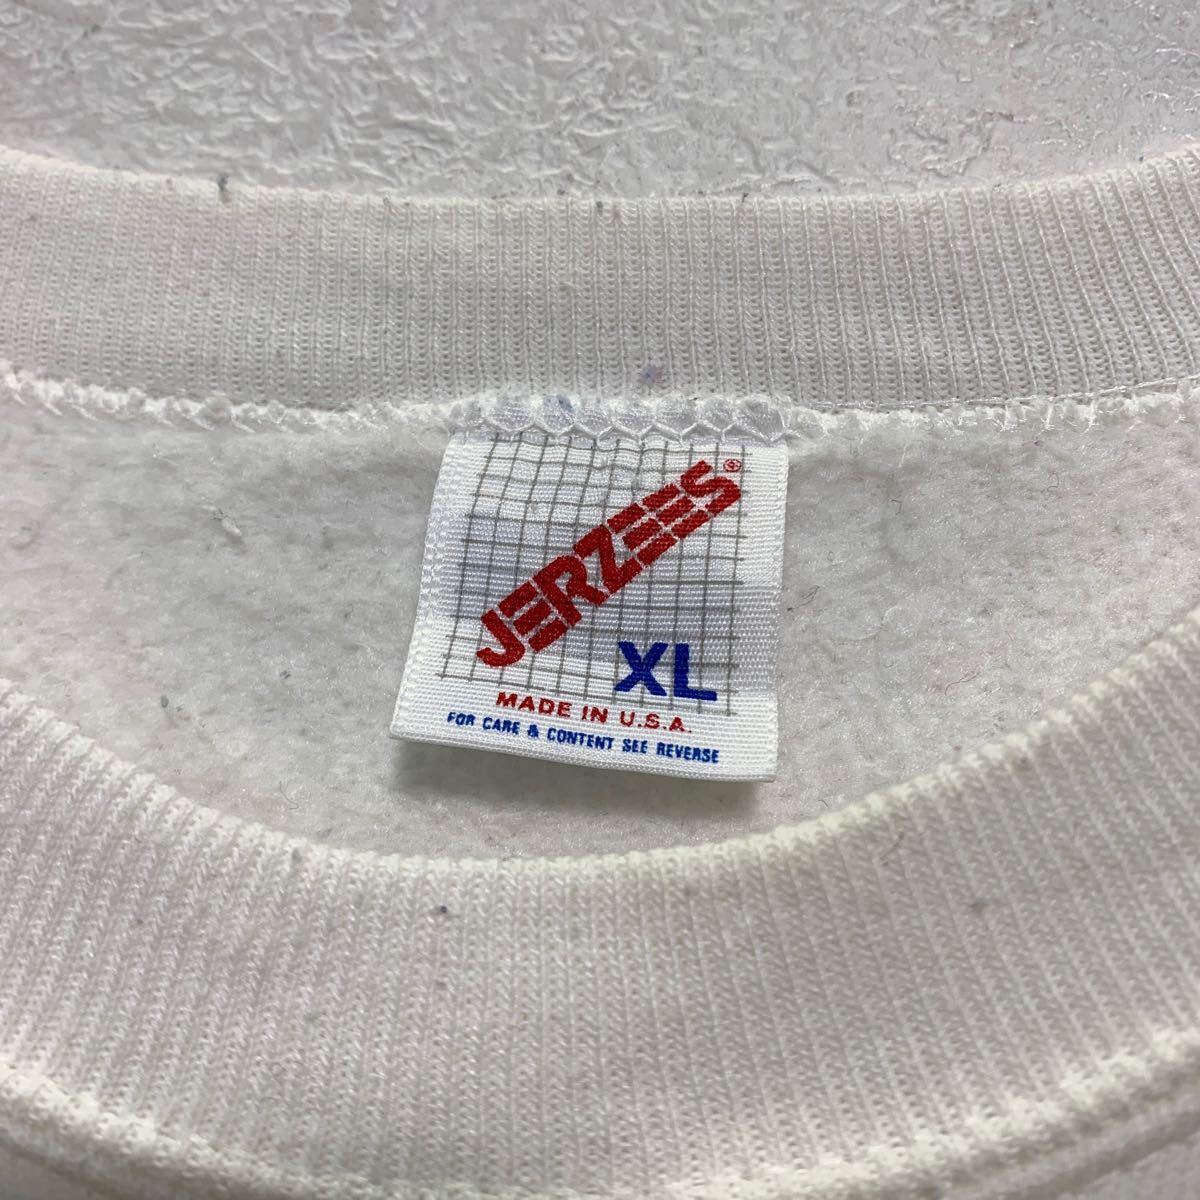 JERZEES®
XL
MADE IN U.S.A.
FOR CARE & CONTENT SEE REVERSE